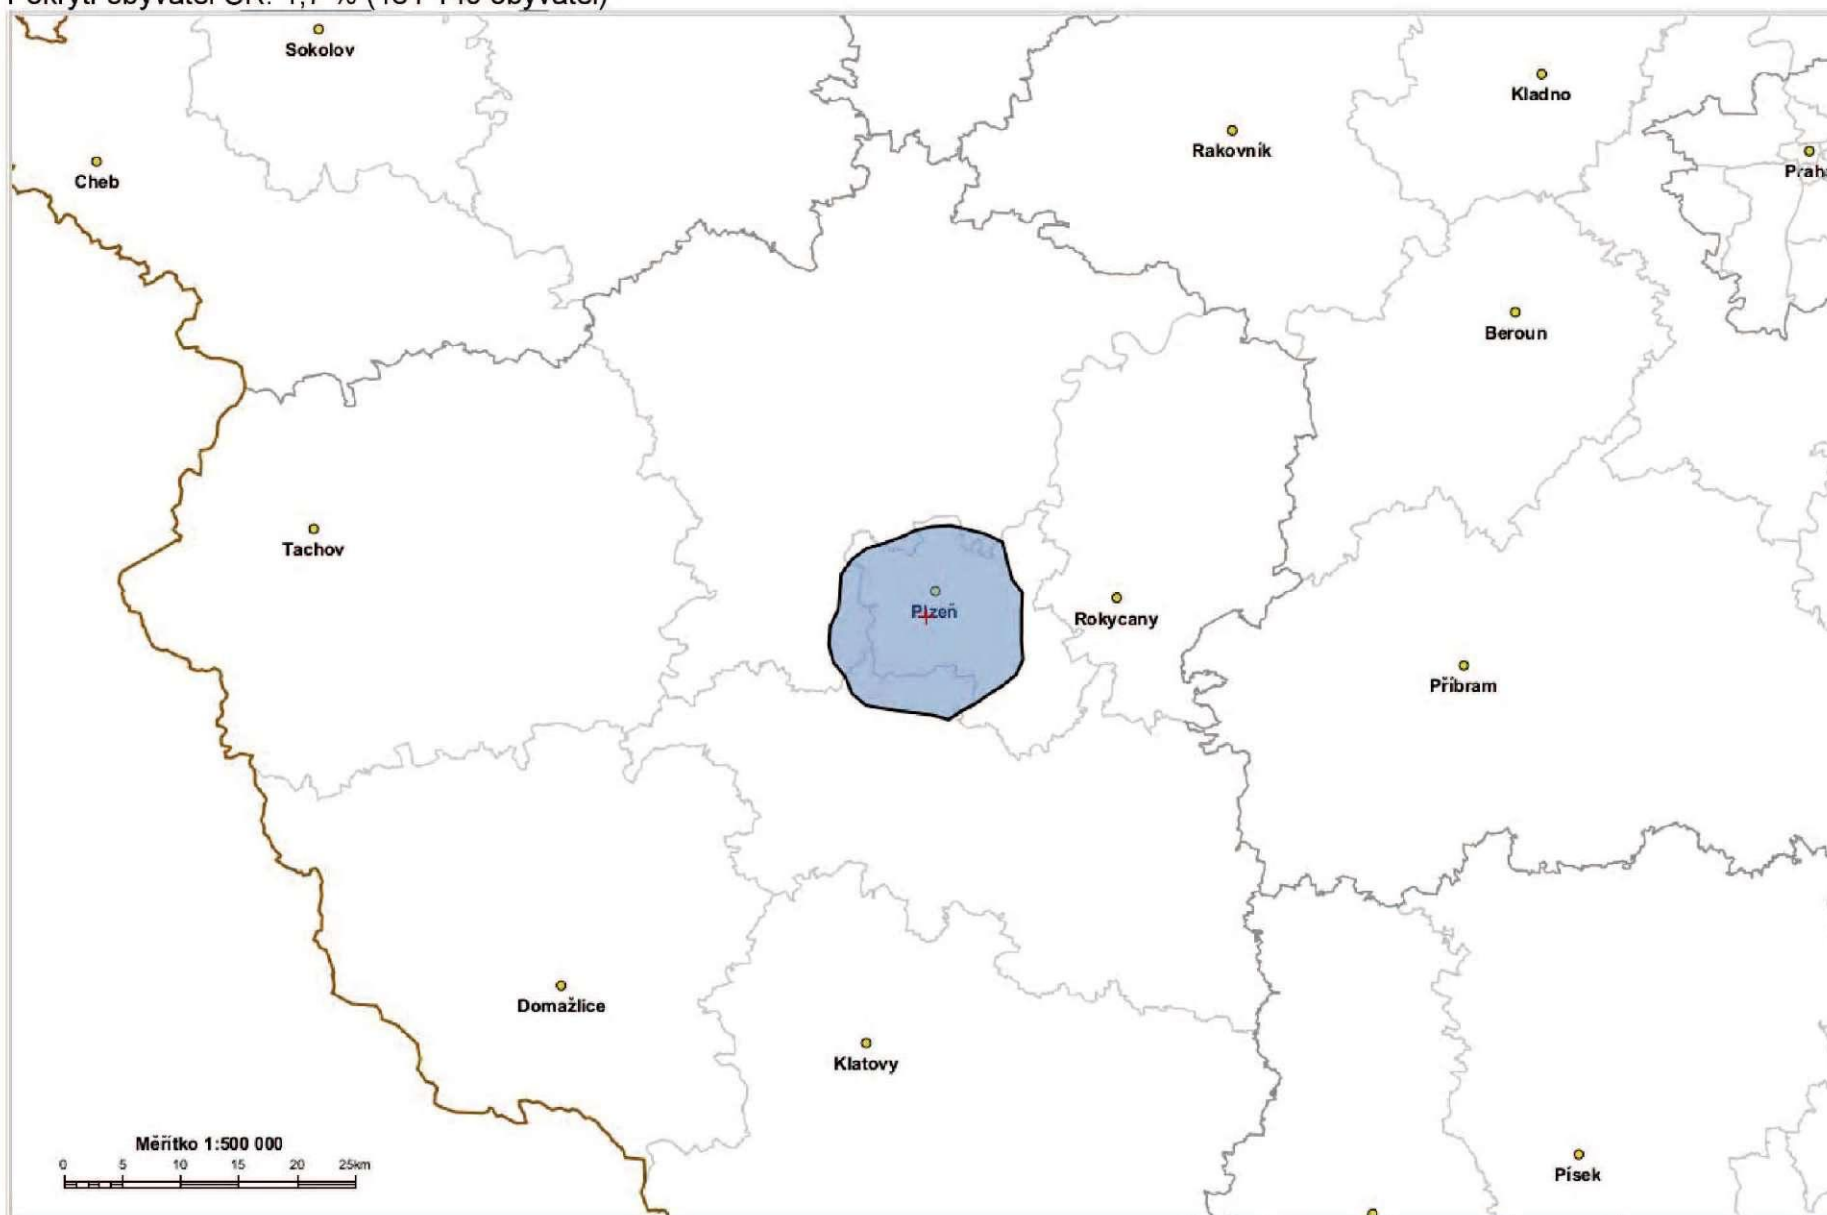 Sokolov
Kladno
Rakovník
Cheb
Beroun
Tachov
Plzeň
Rokycany
Příbram
Domažlice
Klatovy
Měřítko 1:500 000
0 5 10 15 20 25km
Písek